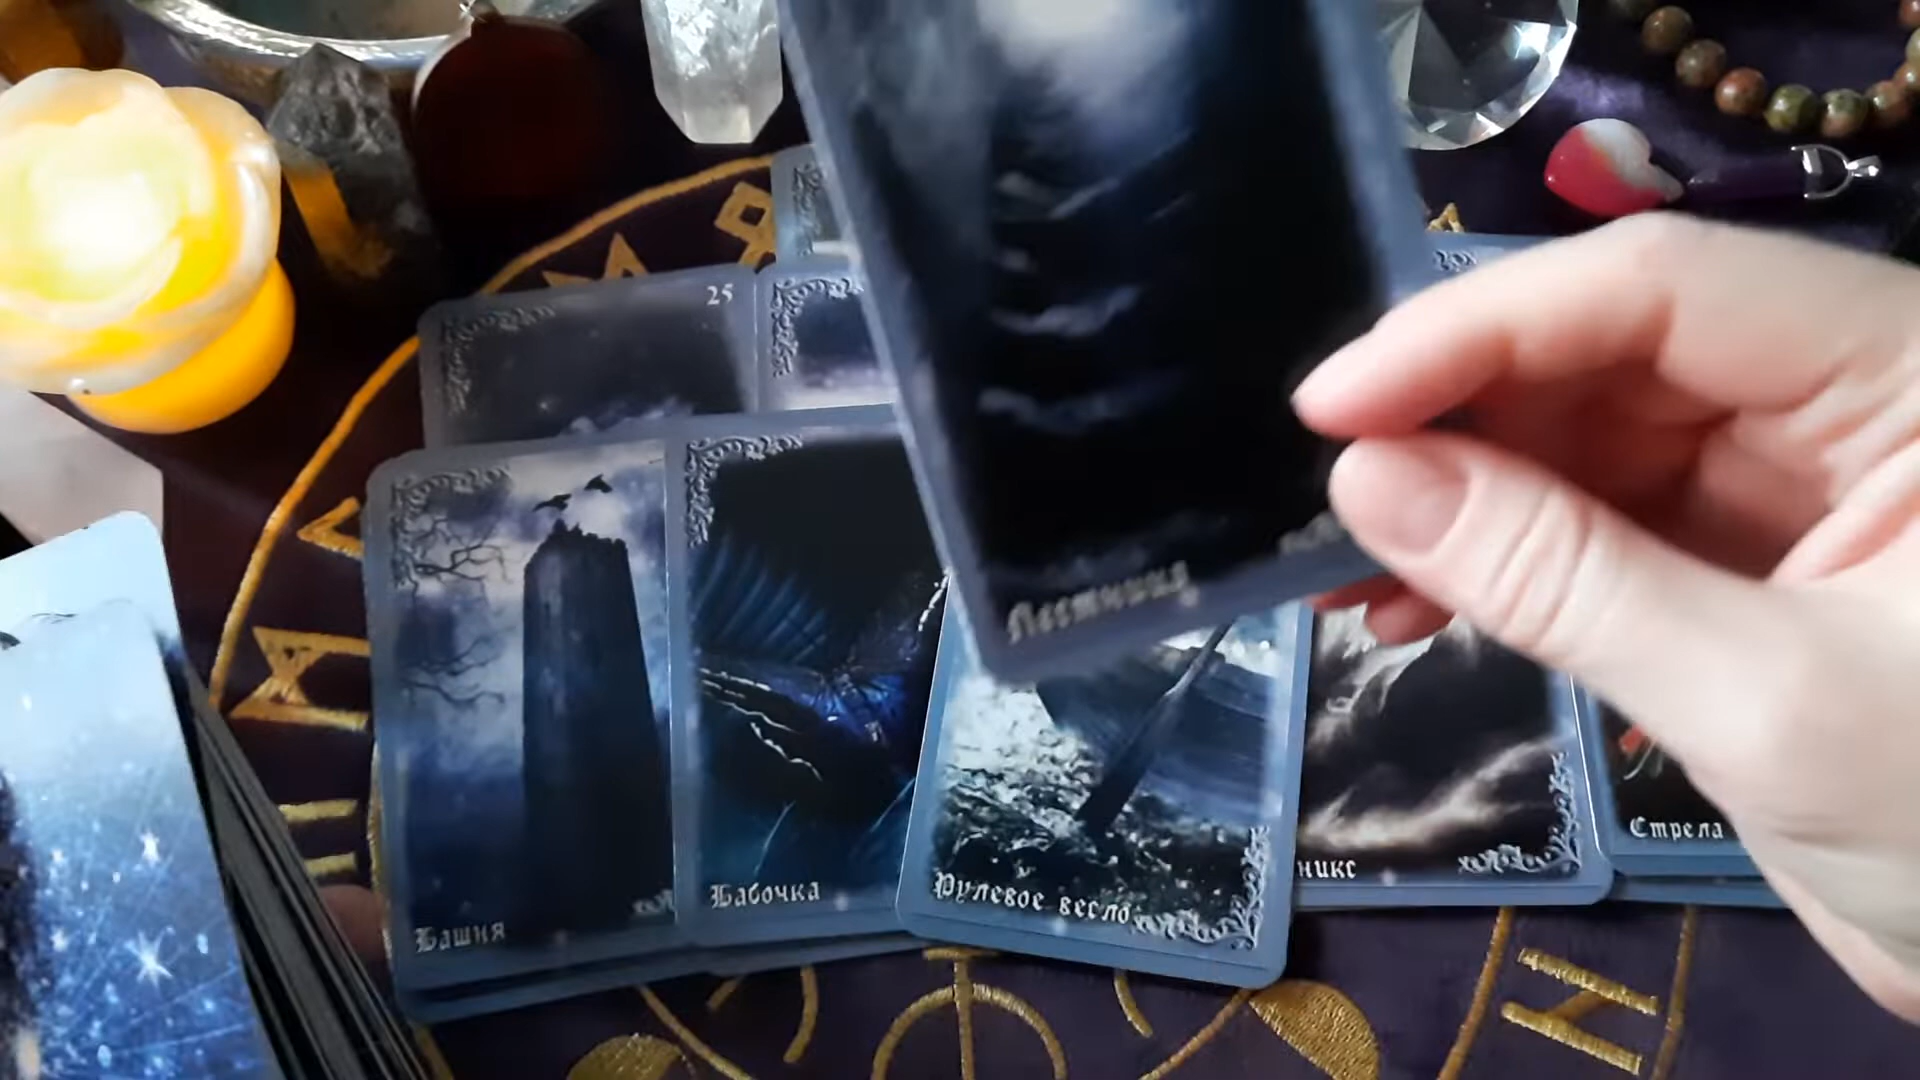 25
Лестница
Башня
Бабочка
Рулевое весло
никс
Стрела